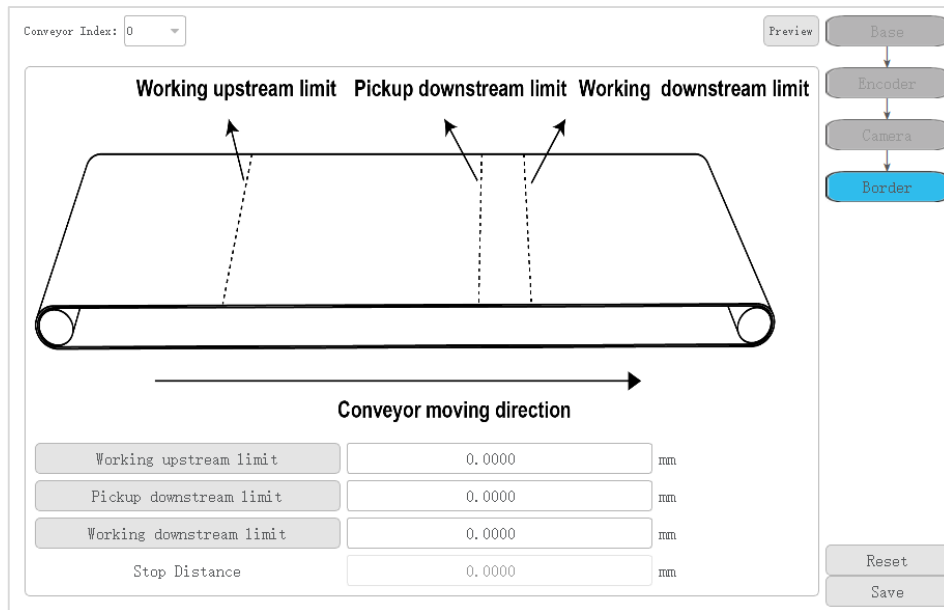 Conveyor Index: 0
Preview
Base
Encoder
Camera
Border
Working upstream limit
Pickup downstream limit
Working downstream limit
Conveyor moving direction
Working upstream limit 0.0000 mm
Pickup downstream limit 0.0000 mm
Working downstream limit 0.0000 mm
Stop Distance 0.0000 mm
Reset
Save